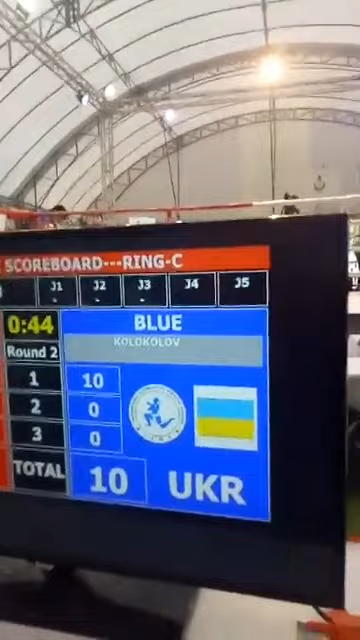 SCOREBOARD---RING-C
J1 J2 J3 J4 J5
- - -
0:44 BLUE
Round 2 KOLOKOLOV
1 10
2 0
3 0
TOTAL 10 UKR